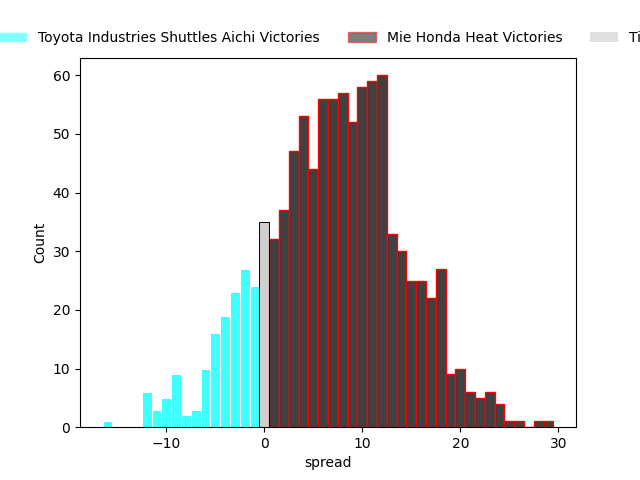 Toyota Industries Shuttles Aichi Victories Mie Honda Heat Victories Ti
60
50
40
30
20
10
0
Count
−10 0 10 20 30
spread